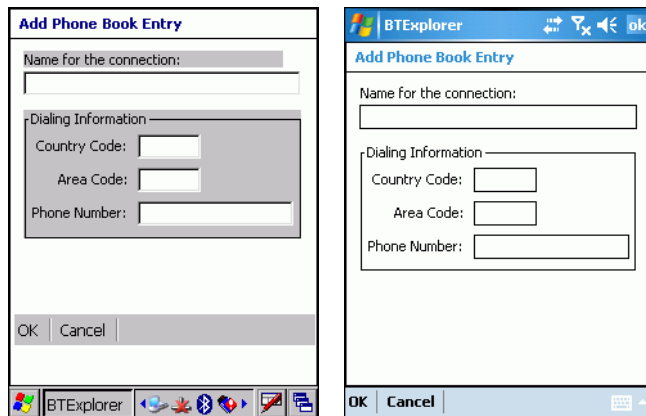 Add Phone Book Entry
Name for the connection:
Dialing Information
Country Code:
Area Code:
Phone Number:
OK Cancel
BTExplorer
BTExplorer ok
Add Phone Book Entry
Name for the connection:
Dialing Information
Country Code:
Area Code:
Phone Number:
OK Cancel